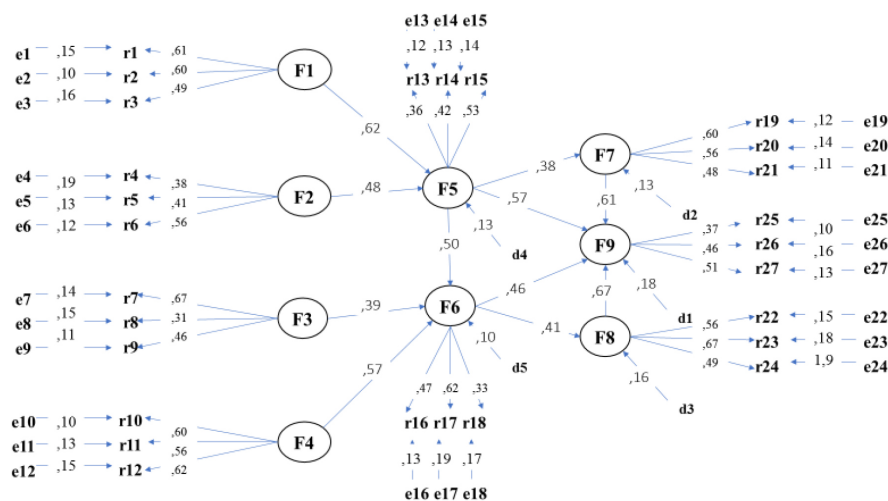 e13 e14 e15
,12 ,13 ,14
r13 r14 r15
,36 ,42 ,53
e1 ,15 r1 ,61
e2 ,10 r2 ,60
e3 ,16 r3 ,49
F1
,62
e4 ,19 r4 ,38
e5 ,13 r5 ,41
e6 ,12 r6 ,56
F2
,48
F5
,13
d4
,50
,38
,57
F7
,13
d2
,61
,60 r19 ,12 e19
,56 r20 ,14 e20
,48 r21 ,11 e21
F9
,37 r25 ,10 e25
,46 r26 ,16 e26
,51 r27 ,13 e27
,18
d1
,67
e7 ,14 r7 ,67
e8 ,15 r8 ,31
e9 ,11 r9 ,46
F3
,39
F6
,46
,41
,10
d5
F8
,16
d3
,56 r22 ,15 e22
,67 r23 ,18 e23
,49 r24 1,9 e24
,57
e10 ,10 r10 ,60
e11 ,13 r11 ,56
e12 ,15 r12 ,62
F4
,47 ,62 ,33
r16 r17 r18
,13 ,19 ,17
e16 e17 e18